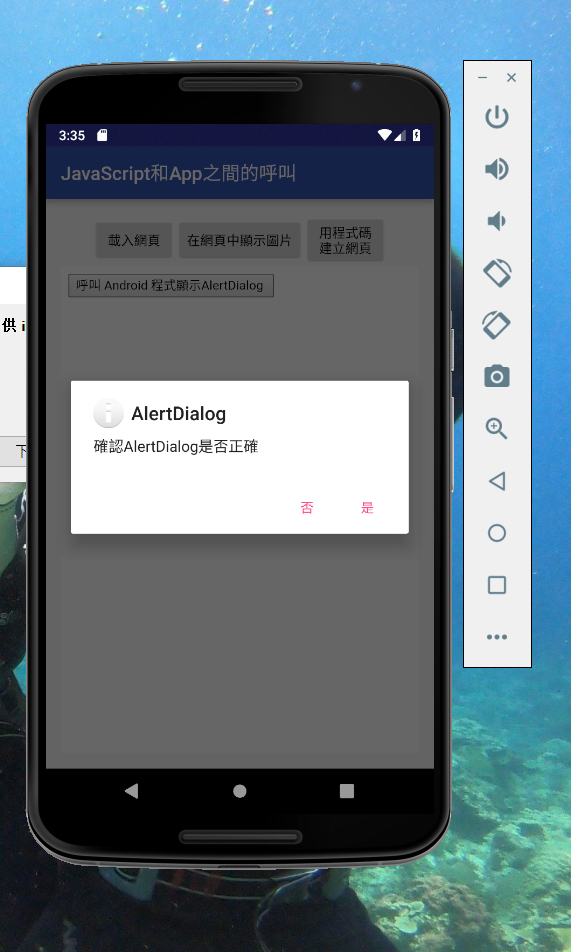 3:35
JavaScript和App之間的呼叫
載入網頁
在網頁中顯示圖片
用程式碼
建立網頁
呼叫 Android 程式顯示AlertDialog
供 i
下
AlertDialog
確認AlertDialog是否正確
否
是